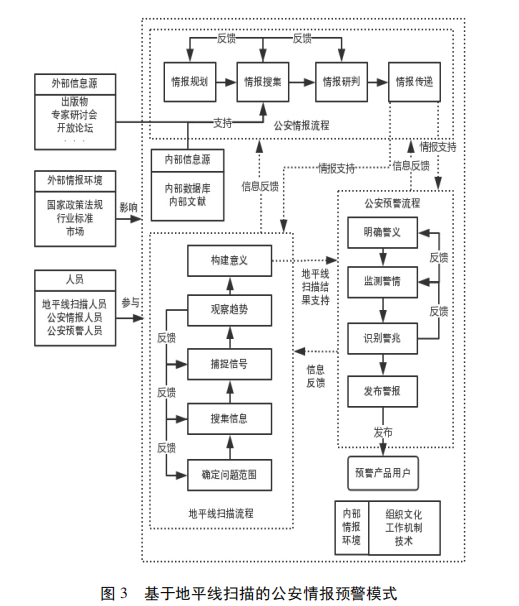 反馈
反馈
情报规划
情报搜集
情报研判
情报传递
公安情报流程
支持
外部信息源
出版物
专家研讨会
开放论坛
. . .
内部信息源
内部数据库
内部文献
信息反馈
情报支持
信息反馈
情报支持
外部情报环境
国家政策法规
行业标准
市场
影响
人员
地平线扫描人员
公安情报人员
公安预警人员
参与
构建意义
观察趋势
捕捉信号
搜集信息
确定问题范围
反馈
反馈
反馈
地平线扫描流程
地平线
扫描结
果支持
信息
反馈
公安预警流程
明确警义
监测警情
识别警兆
发布警报
反馈
反馈
发布
预警产品用户
内部
情报
环境
组织文化
工作机制
技术
图 3 基于地平线扫描的公安情报预警模式